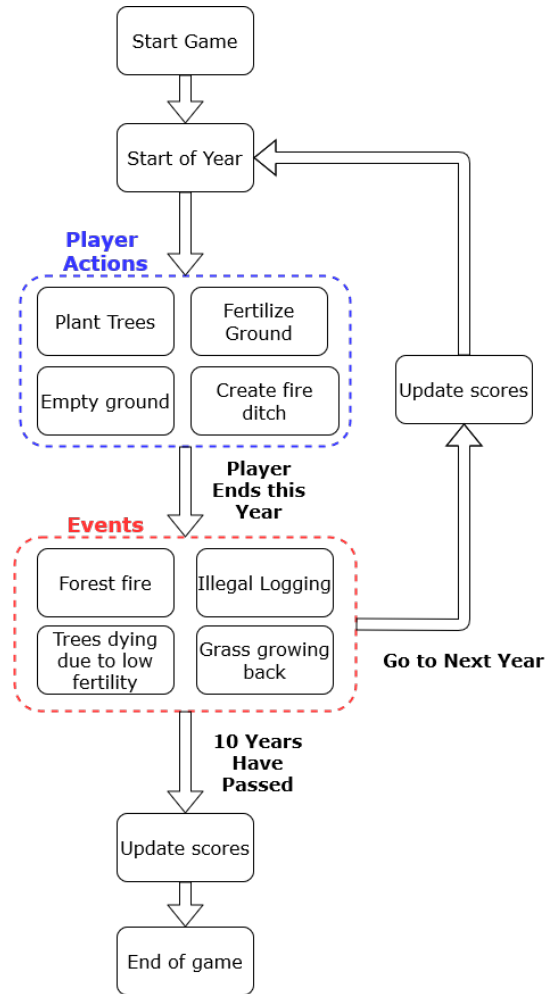 Start Game
Start of Year
Player
Actions
Plant Trees
Fertilize
Ground
Empty ground
Create fire
ditch
Update scores
Player
Ends this
Year
Events
Forest fire
Illegal Logging
Trees dying
due to low
fertility
Grass growing
back
Go to Next Year
10 Years
Have
Passed
Update scores
End of game